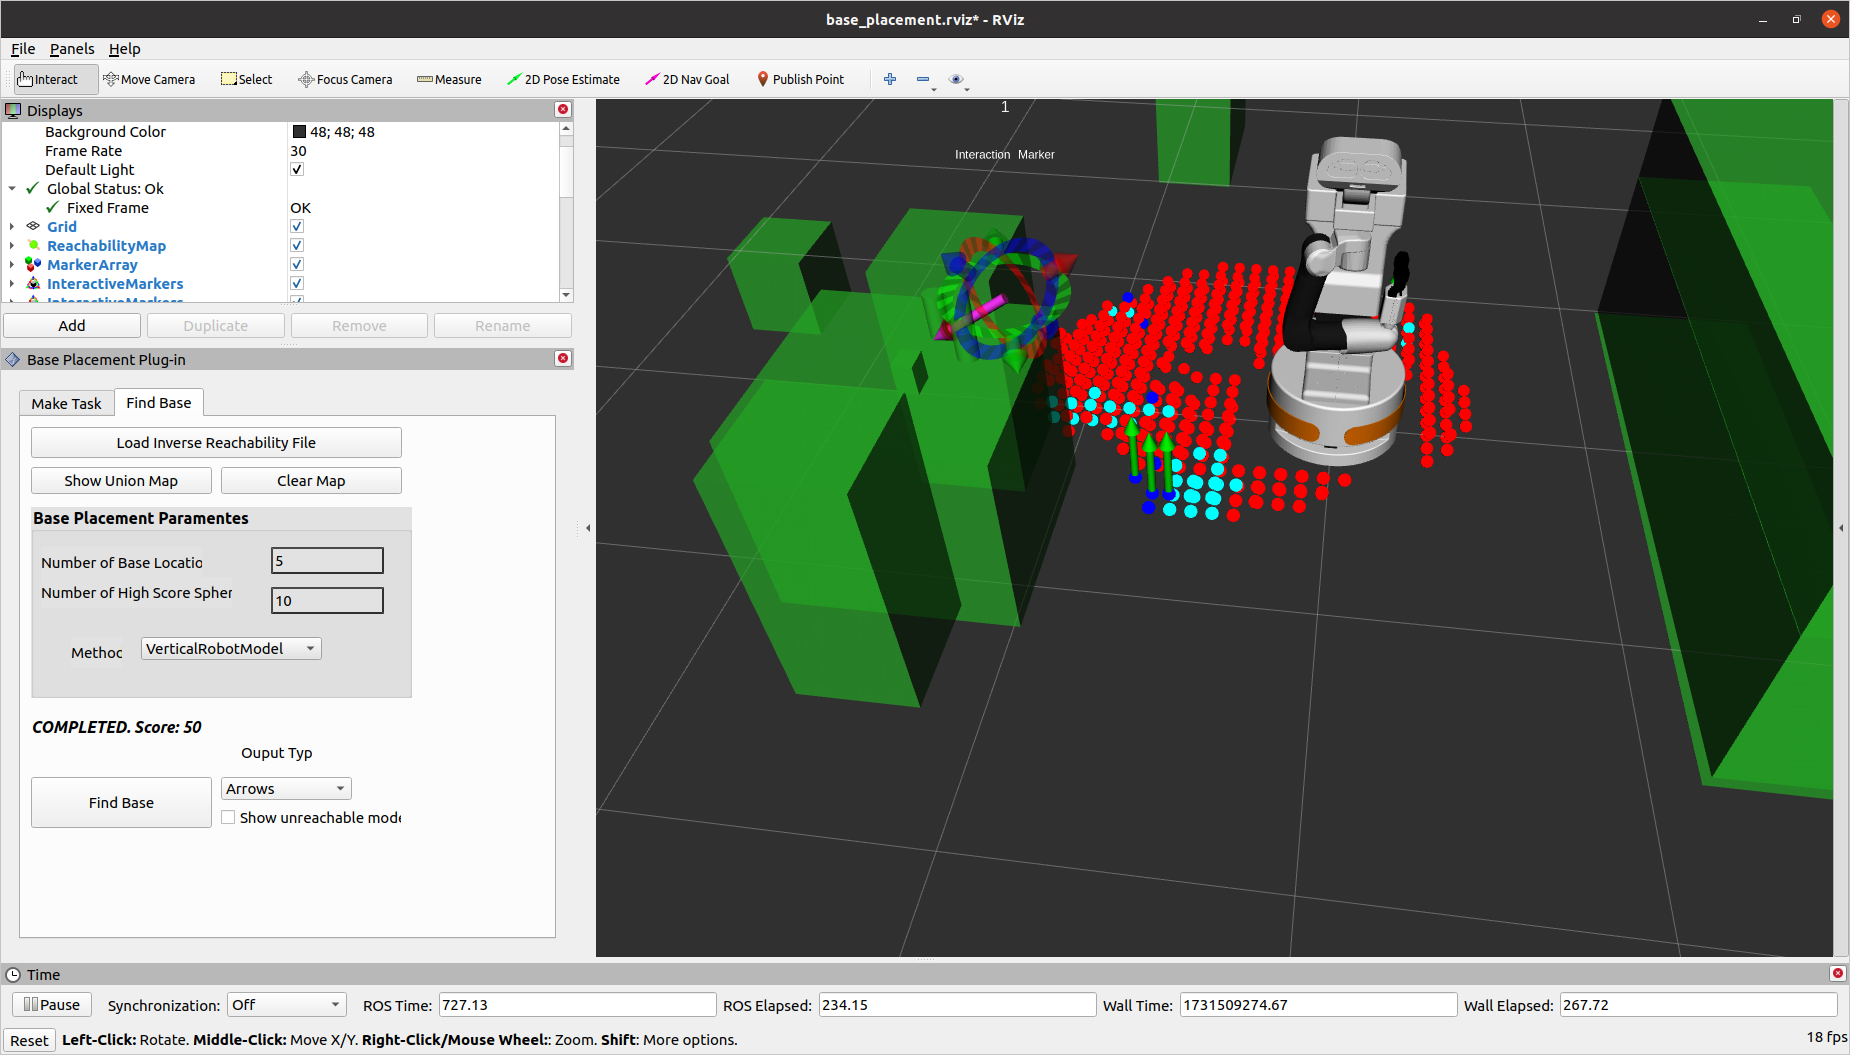 base_placement.rviz* - RViz
File Panels Help
Interact Move Camera Select Focus Camera Measure 2D Pose Estimate 2D Nav Goal Publish Point
Displays
Background Color 48; 48; 48
Frame Rate 30
Default Light
Global Status: Ok
Fixed Frame OK
Grid
ReachabilityMap
MarkerArray
InteractiveMarkers
InteractiveMarkers
Add Duplicate Remove Rename
Base Placement Plug-in
Make Task Find Base
Load Inverse Reachability File
Show Union Map Clear Map
Base Placement Paramentes
Number of Base Locatio 5
Number of High Score Spher 10
Methoc VerticalRobotModel
COMPLETED. Score: 50
Ouput Typ
Find Base Arrows
Show unreachable mode
1
Interaction Marker
Time
Pause Synchronization: Off ROS Time: 727.13 ROS Elapsed: 234.15 Wall Time: 1731509274.67 Wall Elapsed: 267.72
Reset Left-Click: Rotate. Middle-Click: Move X/Y. Right-Click/Mouse Wheel:: Zoom. Shift: More options. 18 fps